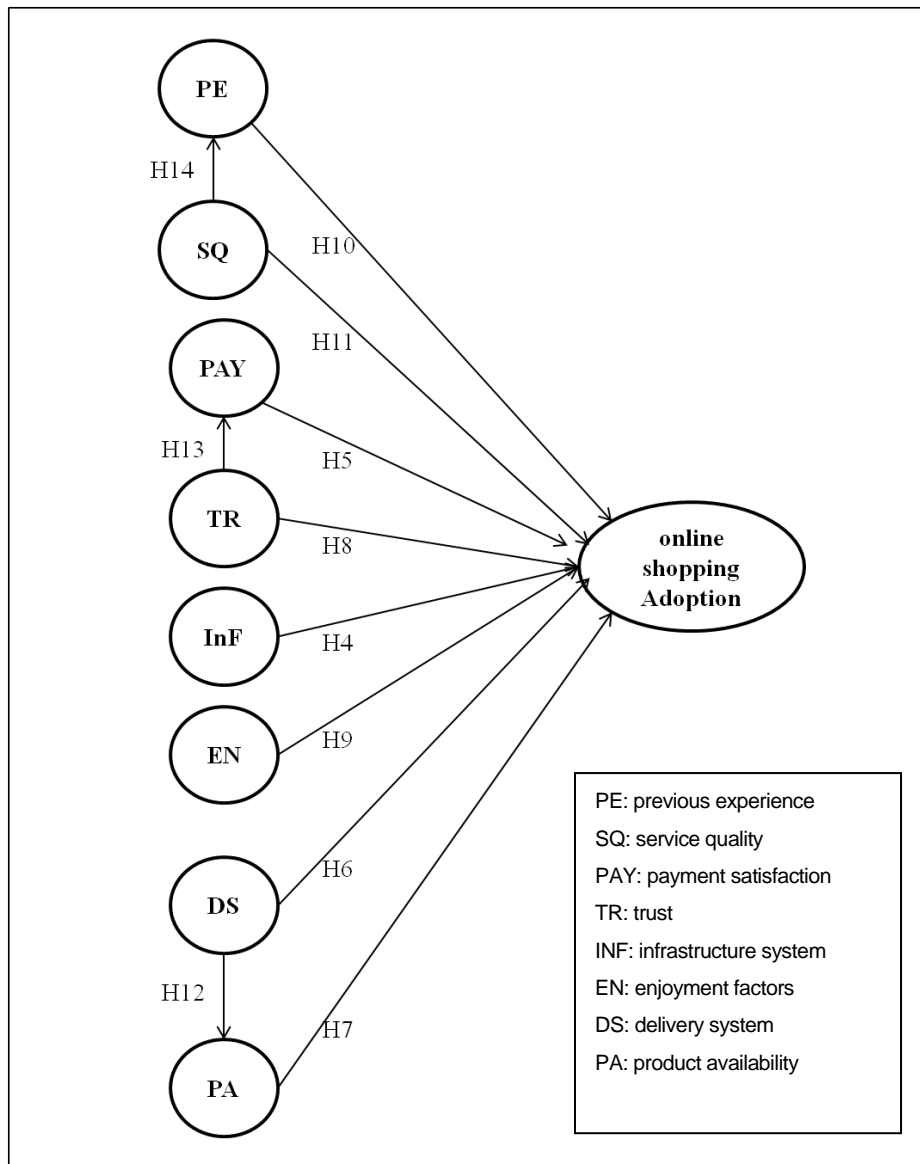 PE
H14
H10
SQ
H11
PAY
H13
H5
TR
H8
online
shopping
Adoption
InF
H4
EN
H9
DS
H6
H12
H7
PA
PE: previous experience
SQ: service quality
PAY: payment satisfaction
TR: trust
INF: infrastructure system
EN: enjoyment factors
DS: delivery system
PA: product availability